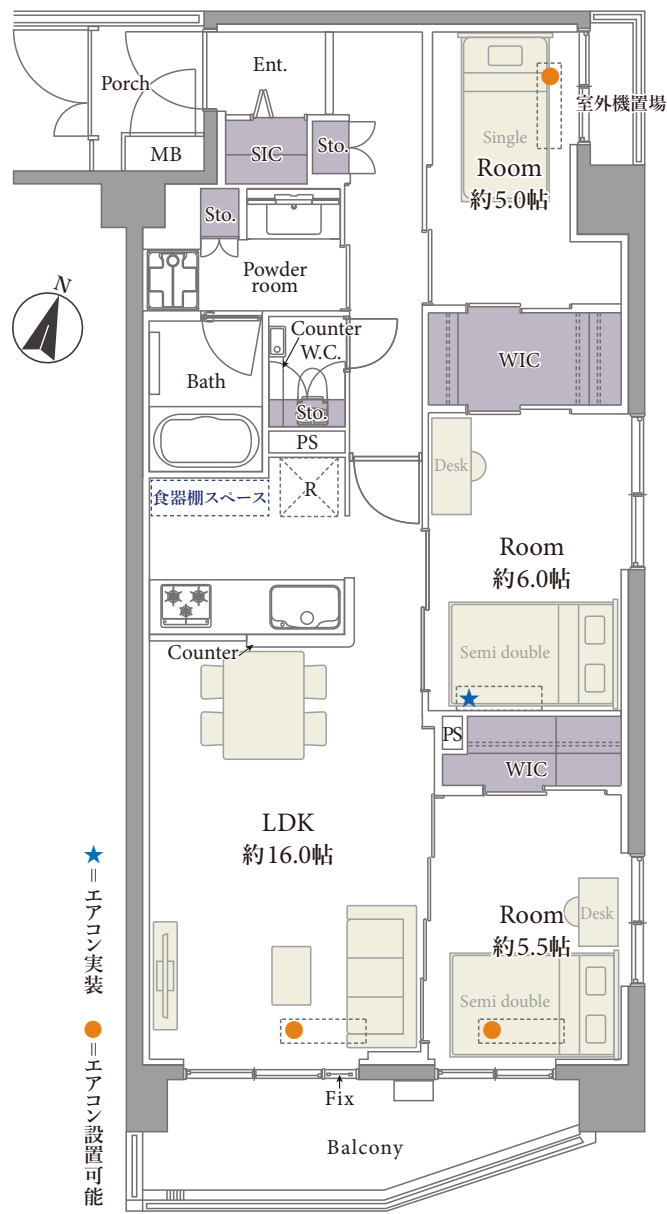 Porch
MB
Ent.
SIC
Sto.
室外機置場
Single
Room
約5.0帖
Sto.
Powder
room
N
Counter
W.C.
Bath
Sto.
PS
WIC
食器棚スペース
R
Desk
Room
約6.0帖
Counter
Semi double
★
PS
WIC
LDK
約16.0帖
Room
約5.5帖
Desk
Semi double
★=エアコン実装
●=エアコン設置可能
Fix
Balcony